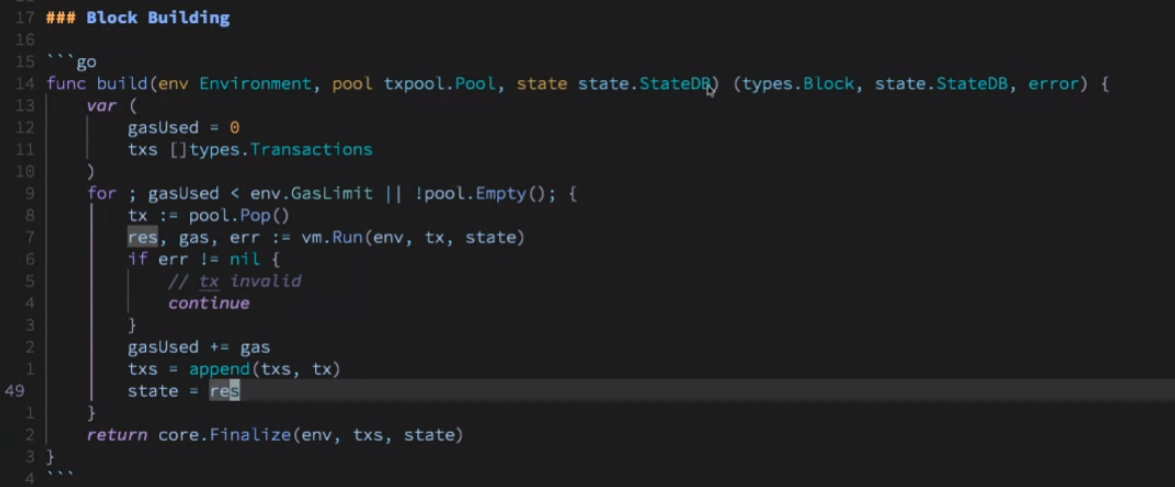 17 ### Block Building
16
15 ```go
14 func build(env Environment, pool txpool.Pool, state state.StateDB) (types.Block, state.StateDB, error) {
13     var (
12         gasUsed = 0
11         txs []types.Transactions
10     )
9     for ; gasUsed < env.GasLimit || !pool.Empty(); {
8         tx := pool.Pop()
7         res, gas, err := vm.Run(env, tx, state)
6         if err != nil {
5             // tx invalid
4             continue
3         }
2         gasUsed += gas
1         txs = append(txs, tx)
49         state = res
1     }
2     return core.Finalize(env, txs, state)
3 }
4 ```